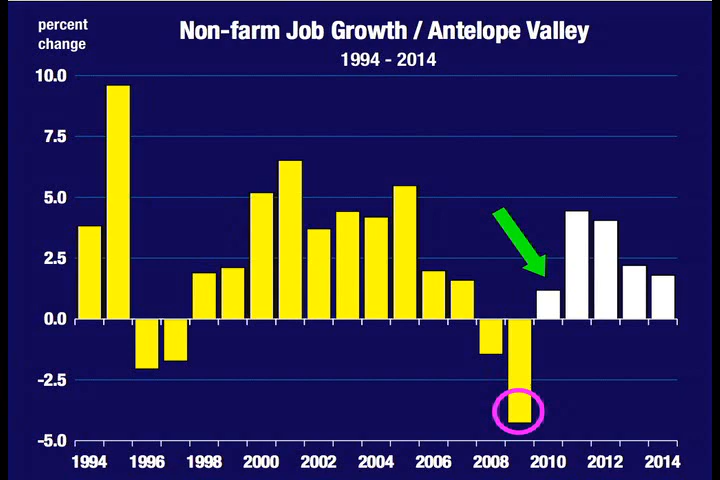 percent
change
Non-farm Job Growth / Antelope Valley
1994 - 2014
10.0
7.5
5.0
2.5
0.0
−2.5
−5.0
1994 1996 1998 2000 2002 2004 2006 2008 2010 2012 2014